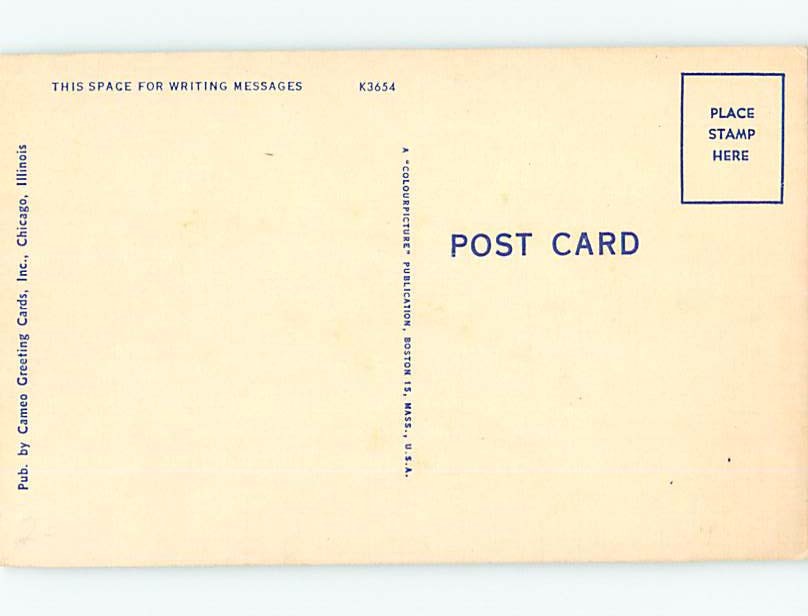 THIS SPACE FOR WRITING MESSAGES
K3654
PLACE
STAMP
HERE
Pub. by Cameo Greeting Cards, Inc., Chicago, Illinois
A "COLOURPICTURE" PUBLICATION, BOSTON 15, MASS., U.S.A.
POST CARD